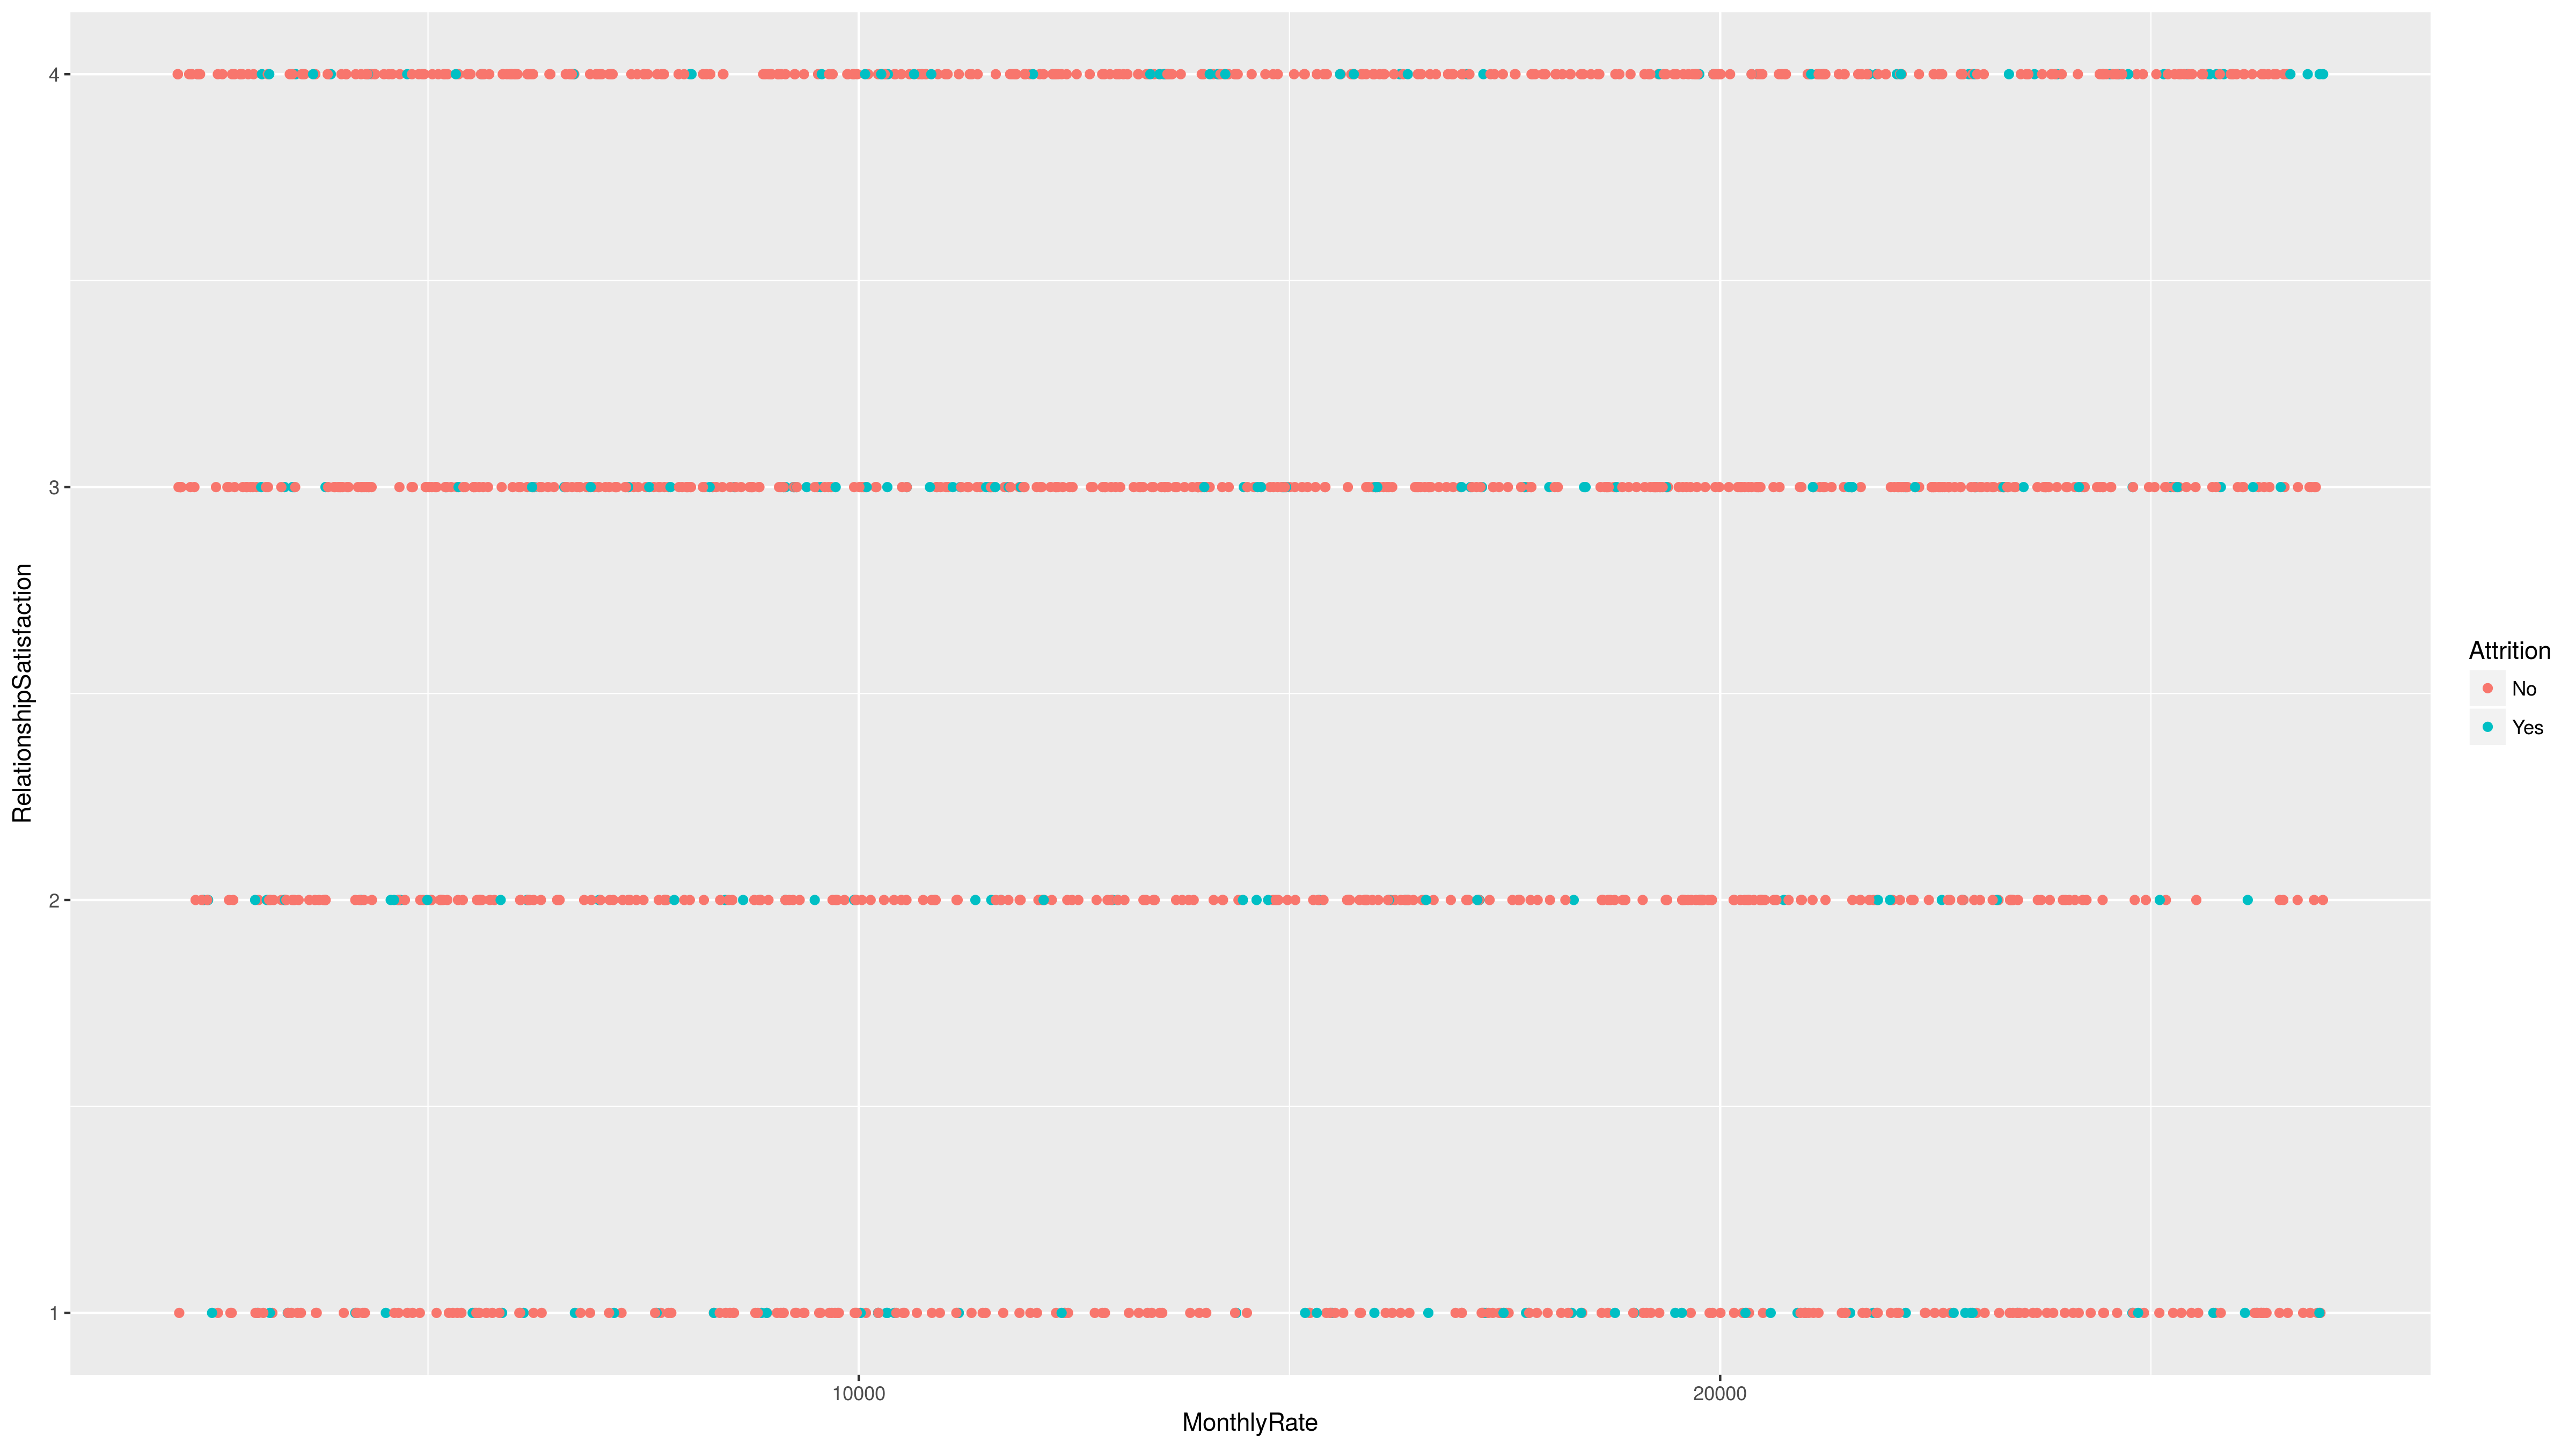 4
3
2
1
RelationshipSatisfaction
10000
20000
MonthlyRate
Attrition
No
Yes